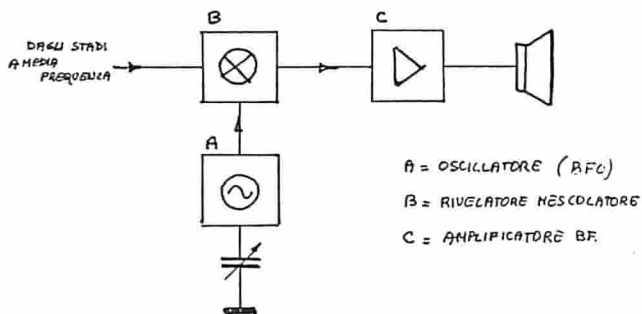 DAGLI STADI
A MEDIA
FREQUENZA
B
C
A
A = OSCILLATORE (BFO)
B = RIVELATORE MESCOLATORE
C = AMPLIFICATORE BF.